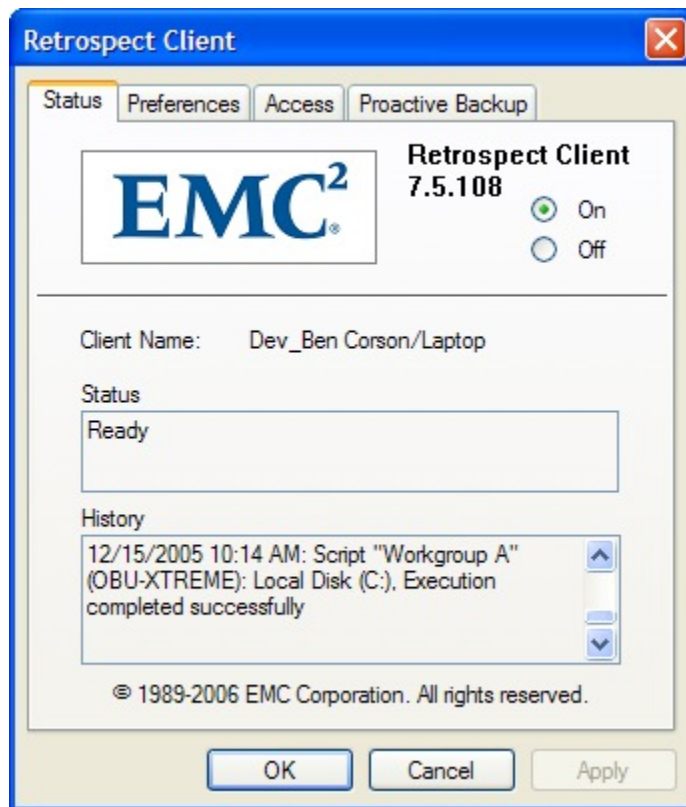 Retrospect Client
Status Preferences Access Proactive Backup
EMC²®
Retrospect Client
7.5.108
On
Off
Client Name: Dev_Ben Corson/Laptop
Status
Ready
History
12/15/2005 10:14 AM: Script "Workgroup A"
(OBU-XTREME): Local Disk (C:), Execution
completed successfully
© 1989-2006 EMC Corporation. All rights reserved.
OK Cancel Apply